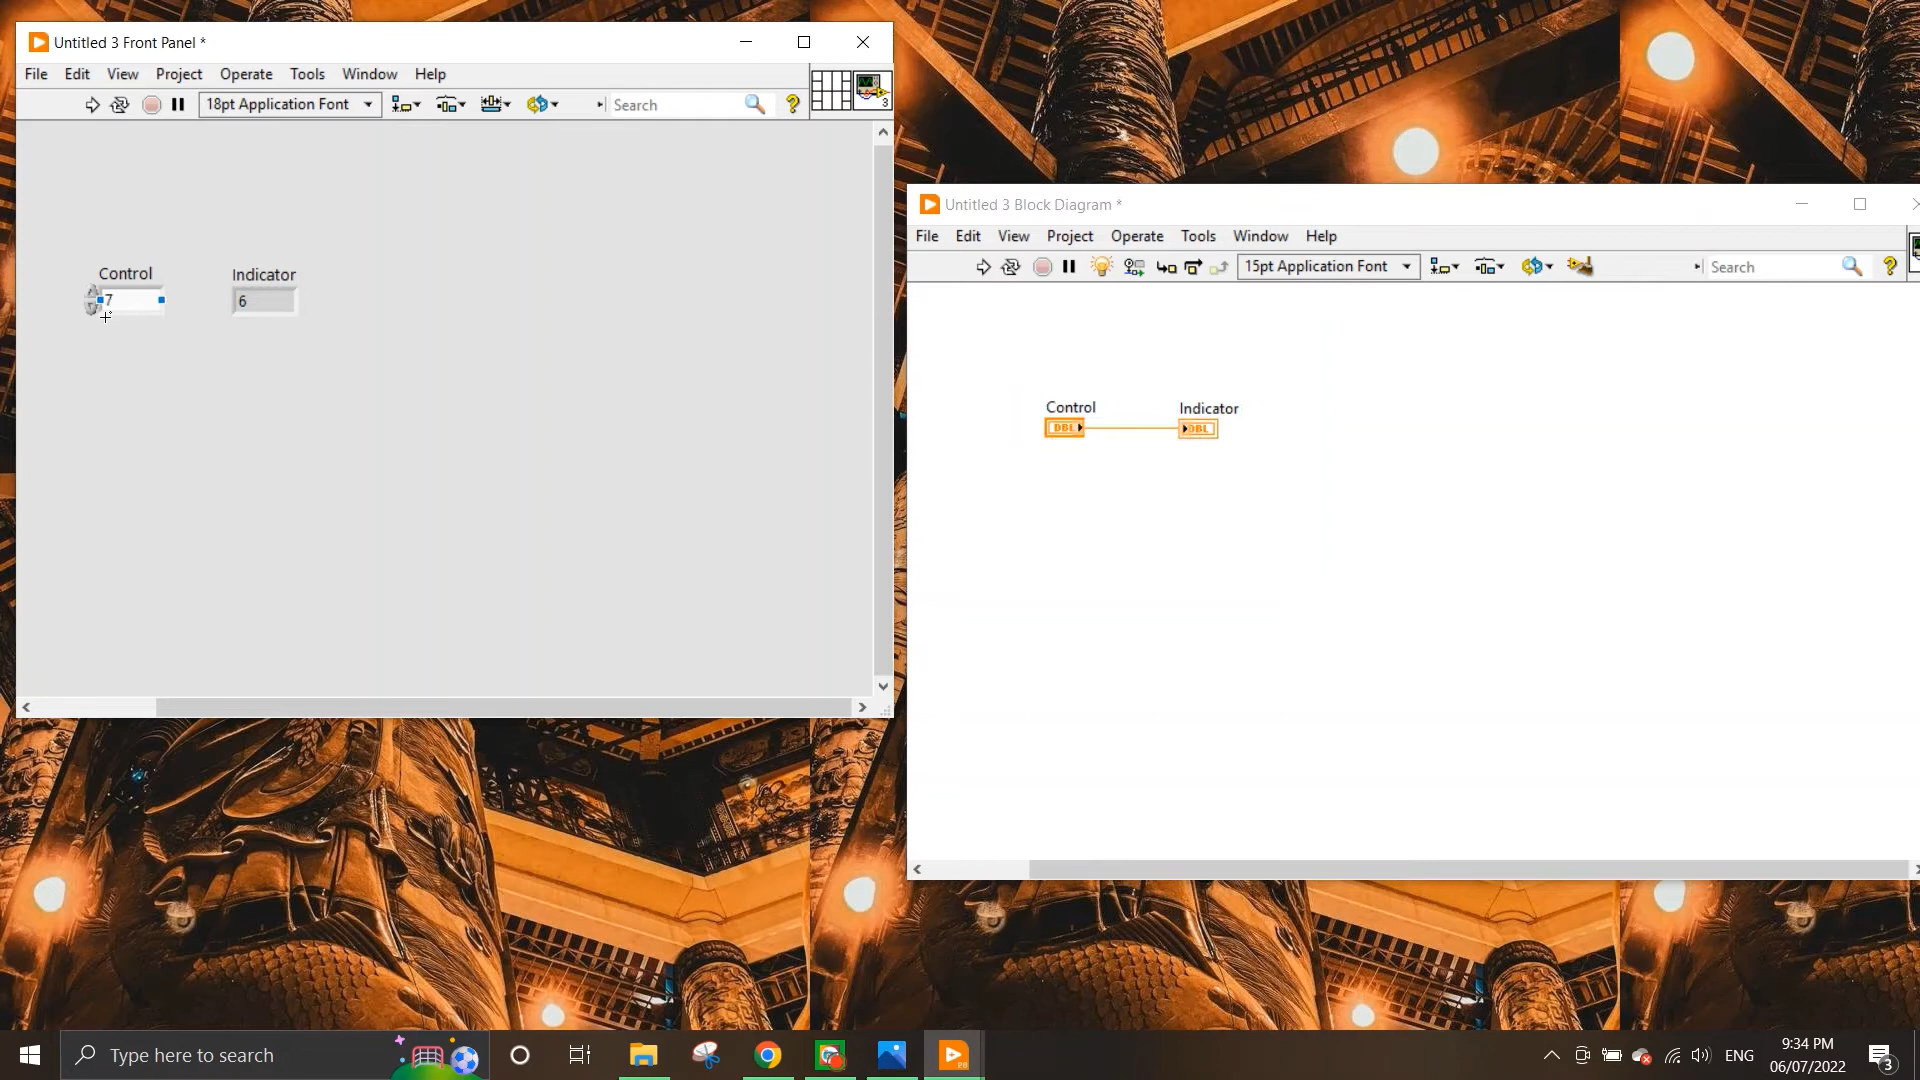 Untitled 3 Front Panel *
File Edit View Project Operate Tools Window Help
18pt Application Font Search ?
3
Control Indicator
7 6
Untitled 3 Block Diagram *
File Edit View Project Operate Tools Window Help
15pt Application Font Search ?
Control Indicator
DBL DBL
Type here to search
ENG
9:34 PM
06/07/2022
3